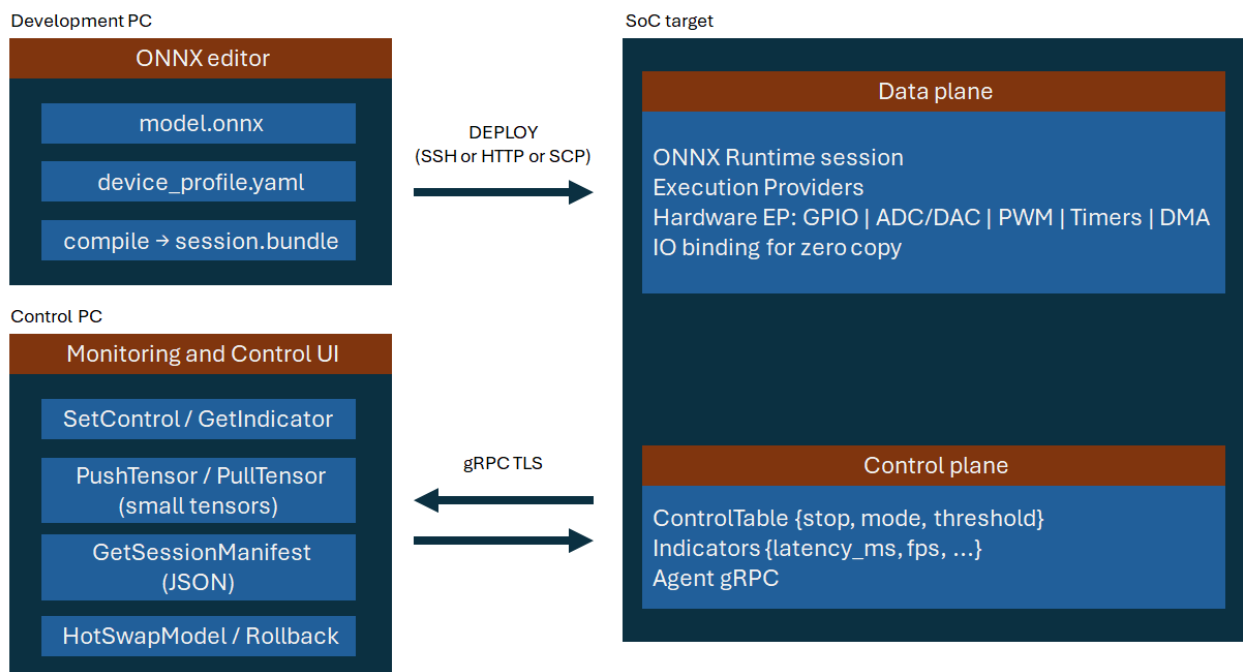 Development PC
ONNX editor
model.onnx
device_profile.yaml
compile → session.bundle
DEPLOY
(SSH or HTTP or SCP)
SoC target
Data plane
ONNX Runtime session
Execution Providers
Hardware EP: GPIO | ADC/DAC | PWM | Timers | DMA
IO binding for zero copy
Control PC
Monitoring and Control UI
SetControl / GetIndicator
PushTensor / PullTensor
(small tensors)
GetSessionManifest
(JSON)
HotSwapModel / Rollback
gRPC TLS
Control plane
ControlTable {stop, mode, threshold}
Indicators {latency_ms, fps, ...}
Agent gRPC